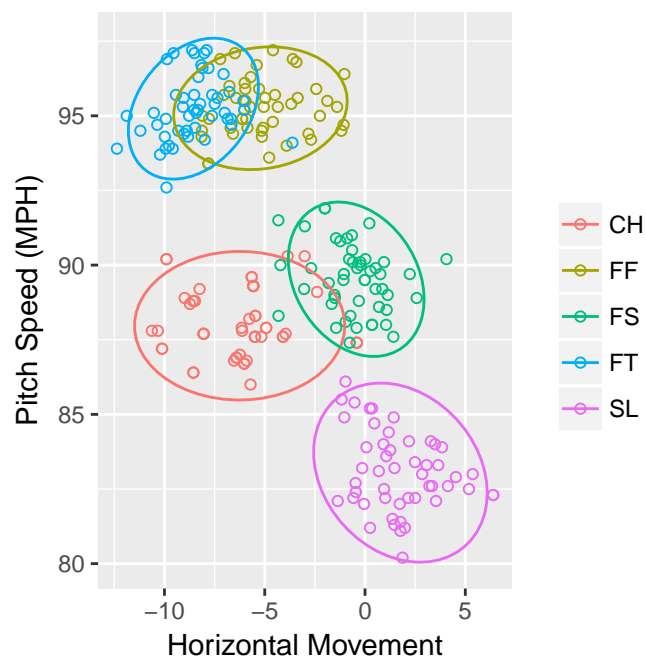 95
90
85
80
Pitch Speed (MPH)
−10
−5
0
5
Horizontal Movement
CH
FF
FS
FT
SL